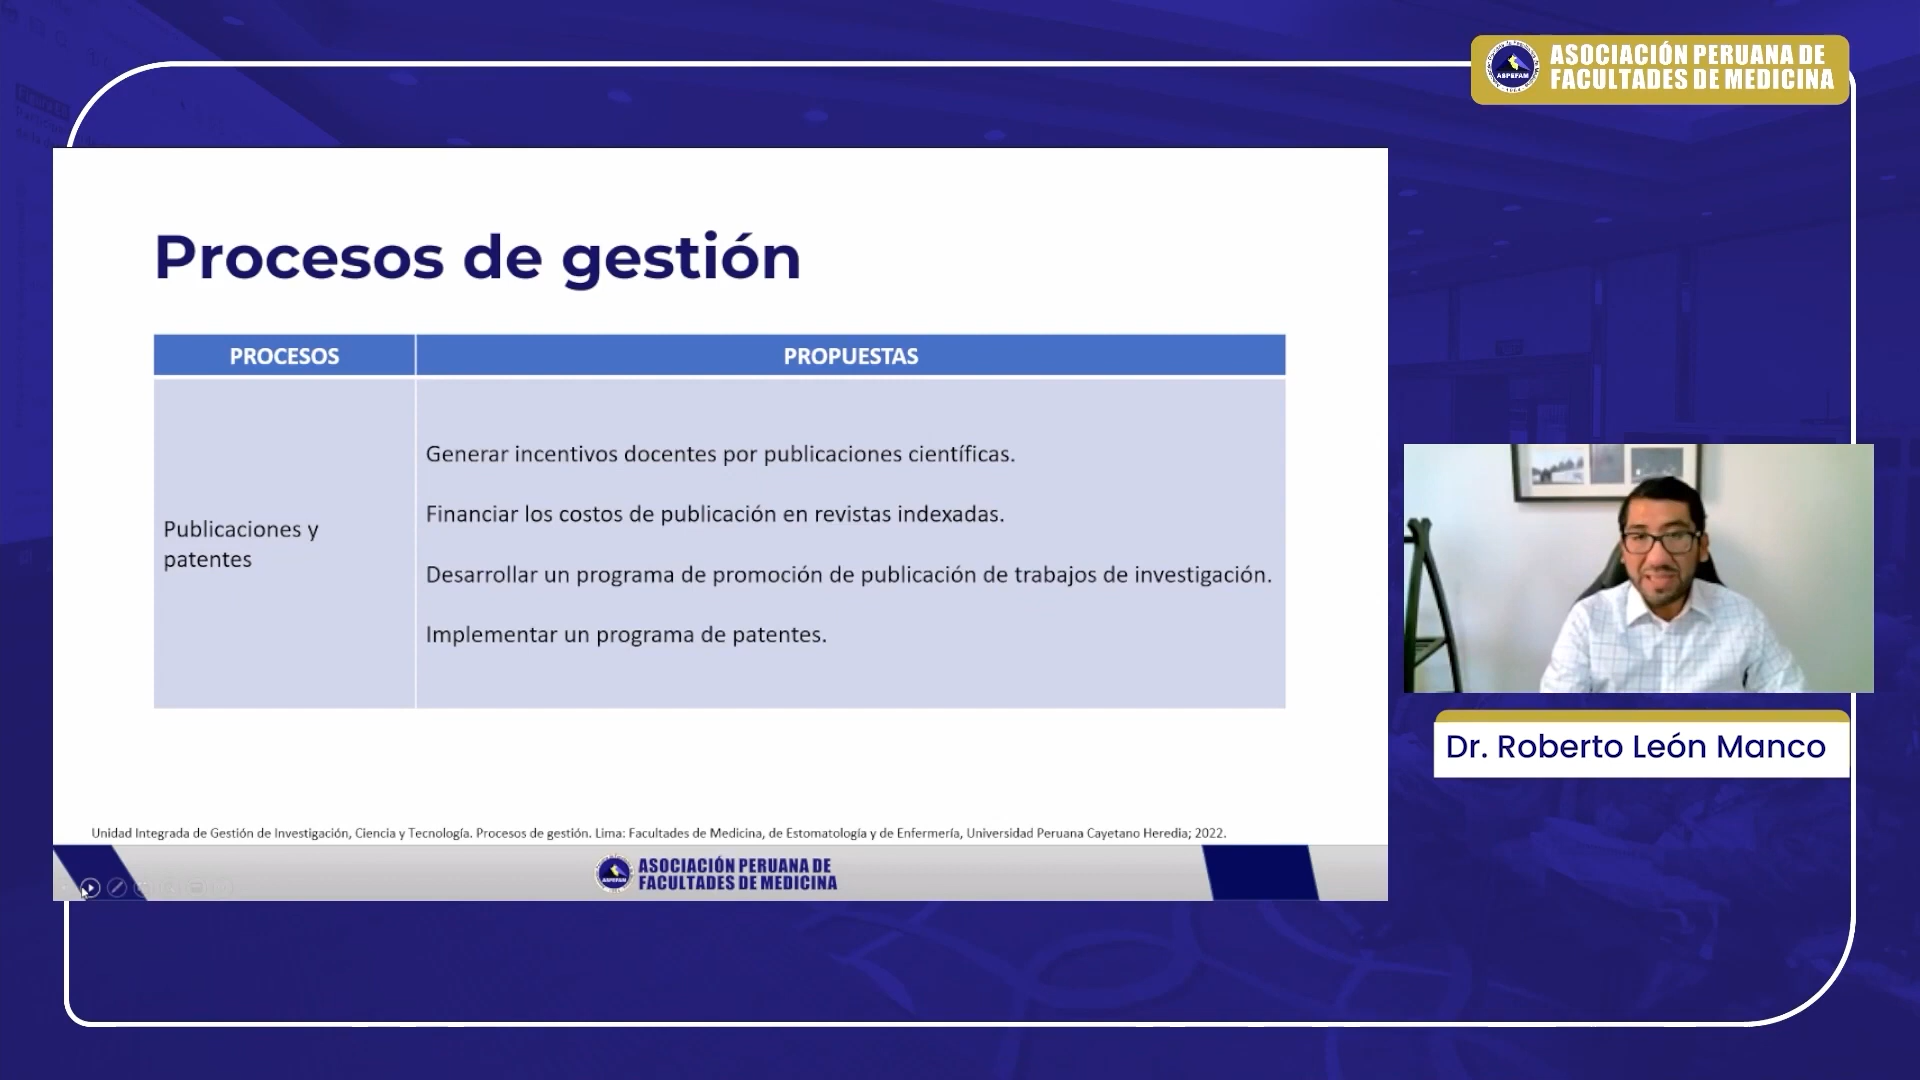 ASOCIACIÓN PERUANA DE
FACULTADES DE MEDICINA
ASPEFAM
Procesos de gestión
PROCESOS
PROPUESTAS
Publicaciones y
patentes
Generar incentivos docentes por publicaciones científicas.
Financiar los costos de publicación en revistas indexadas.
Desarrollar un programa de promoción de publicación de trabajos de investigación.
Implementar un programa de patentes.
Dr. Roberto León Manco
Unidad Integrada de Gestión de Investigación, Ciencia y Tecnología. Procesos de gestión. Lima: Facultades de Medicina, de Estomatología y de Enfermería, Universidad Peruana Cayetano Heredia; 2022.
ASPEFAM
ASOCIACIÓN PERUANA DE
FACULTADES DE MEDICINA